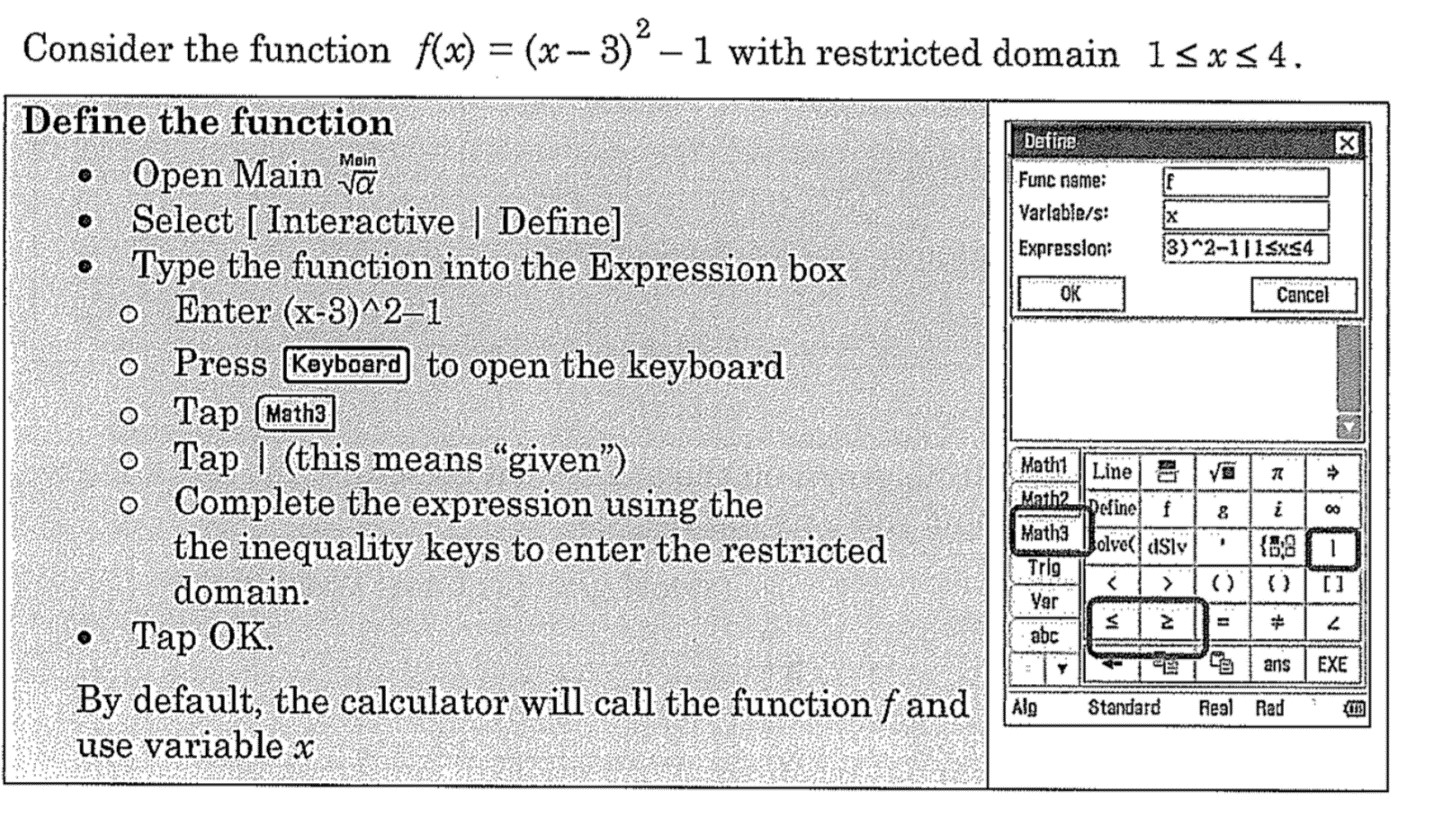 Consider the function f(x) = (x – 3)² – 1 with restricted domain 1 ≤ x ≤ 4.
Define the function
• Open Main Main √α
• Select [ Interactive | Define]
• Type the function into the Expression box
○ Enter (x-3)^2–1
○ Press Keyboard to open the keyboard
○ Tap Math3
○ Tap | (this means “given”)
○ Complete the expression using the
the inequality keys to enter the restricted
domain.
• Tap OK.
By default, the calculator will call the function f and
use variable x
Define
Func name: f
Variable/s: x
Expression: 3)^2−1|1≤x≤4
OK Cancel
Math1 Line √■ π ⇒
Math2 Define f g i ∞
Math3 solve( dSlv ' {
|
Trig < > ( ) { } [ ]
Var
abc ≤ ≥ = ≠ ∠
▼ ans EXE
Alg Standard Real Rad